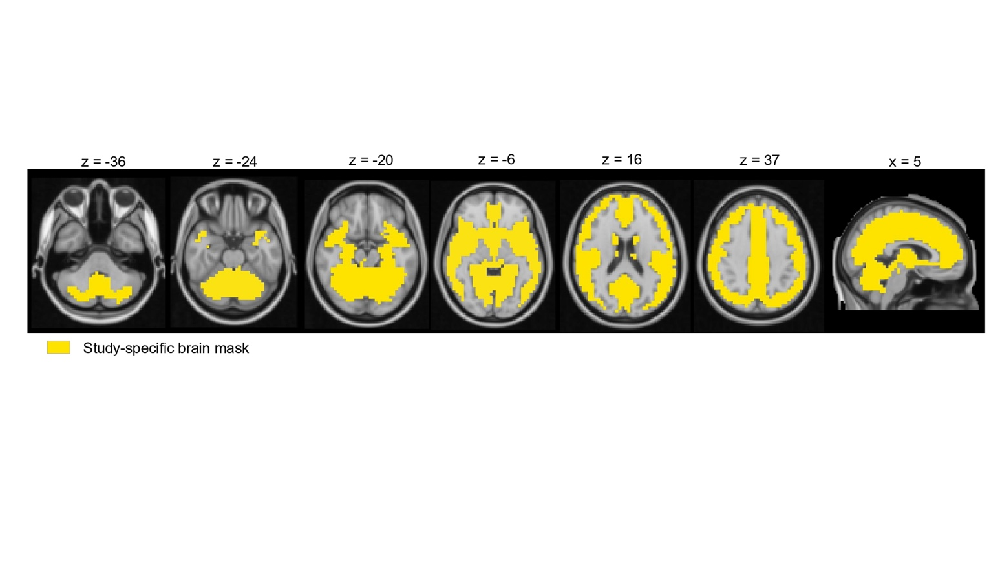 z = -36
z = -24
z = -20
z = -6
z = 16
z = 37
x = 5
Study-specific brain mask